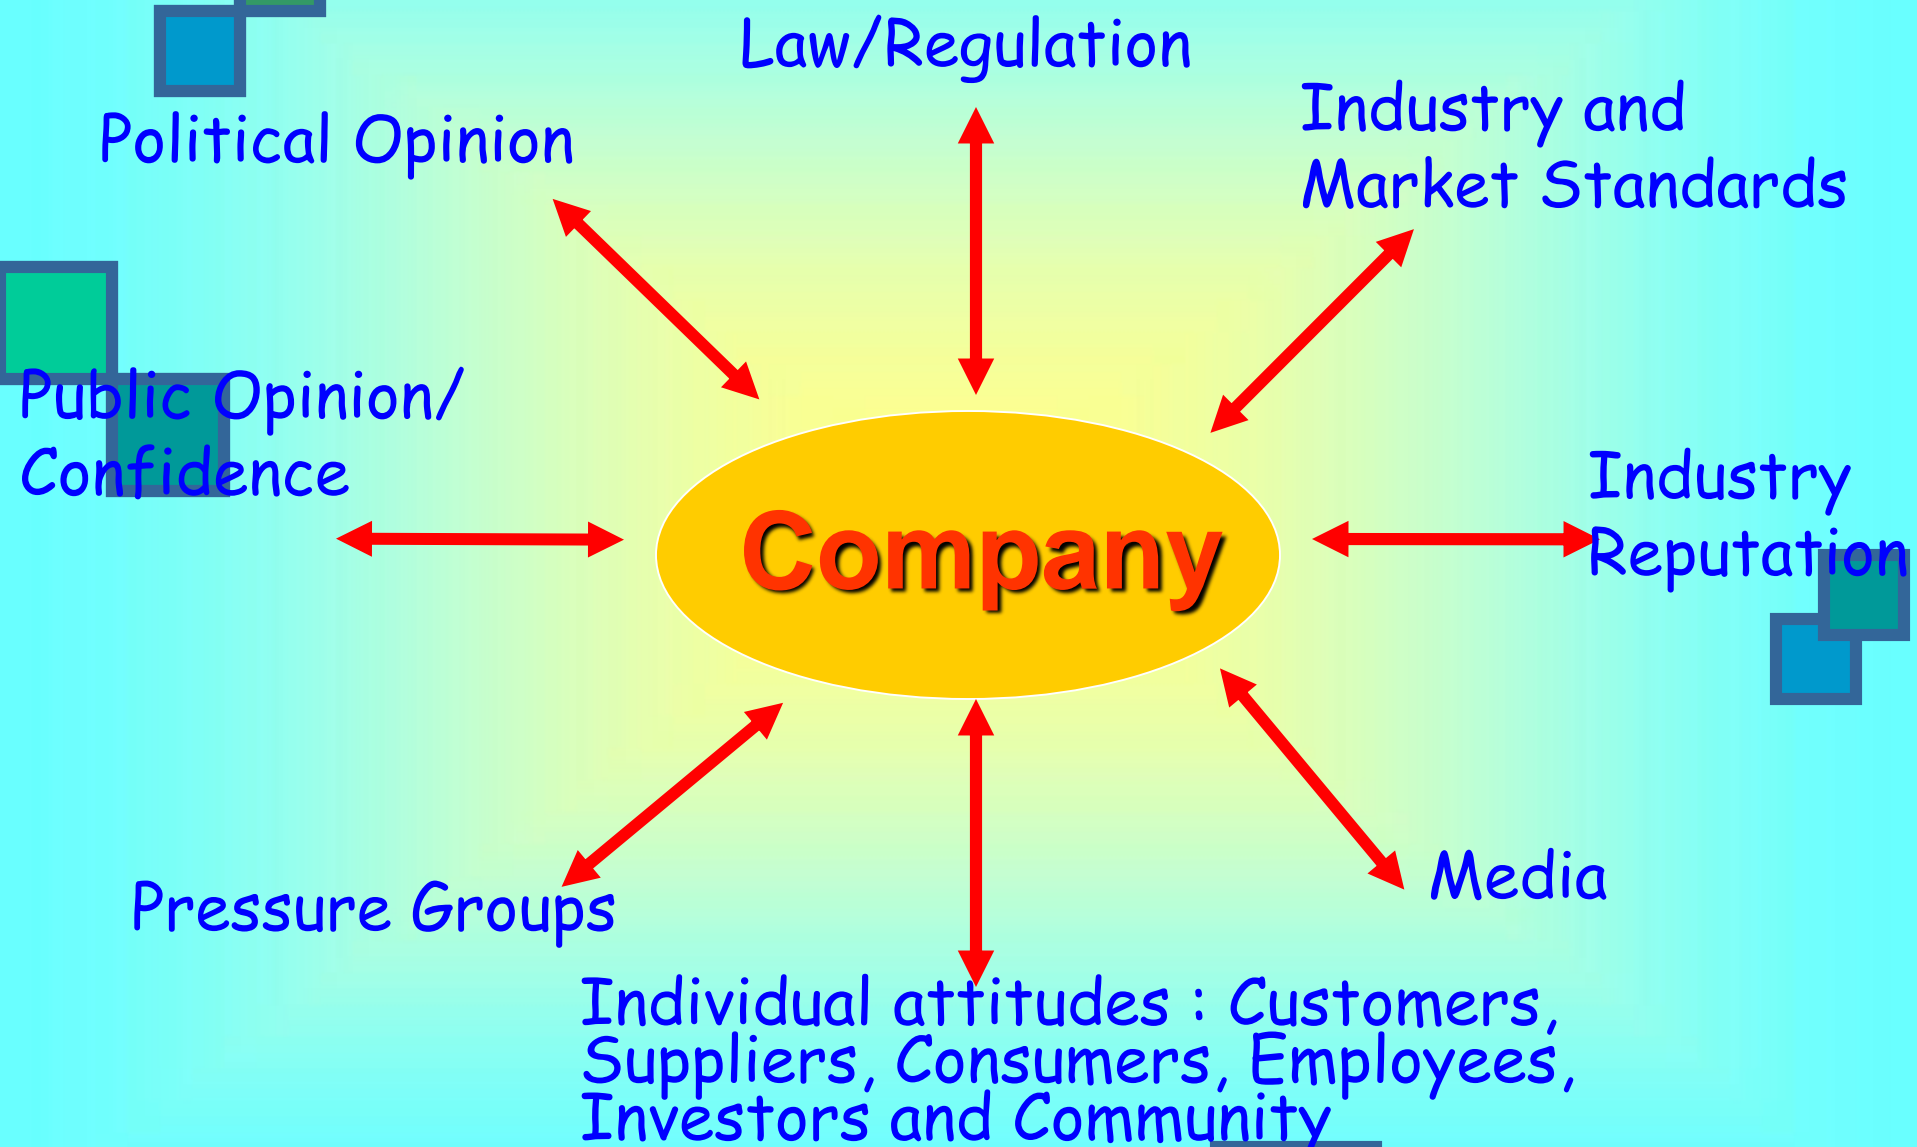 Law/Regulation
Political Opinion
Industry and
Market Standards
Public Opinion/
Confidence
Company
Industry
Reputation
Pressure Groups
Media
Individual attitudes : Customers,
Suppliers, Consumers, Employees,
Investors and Community